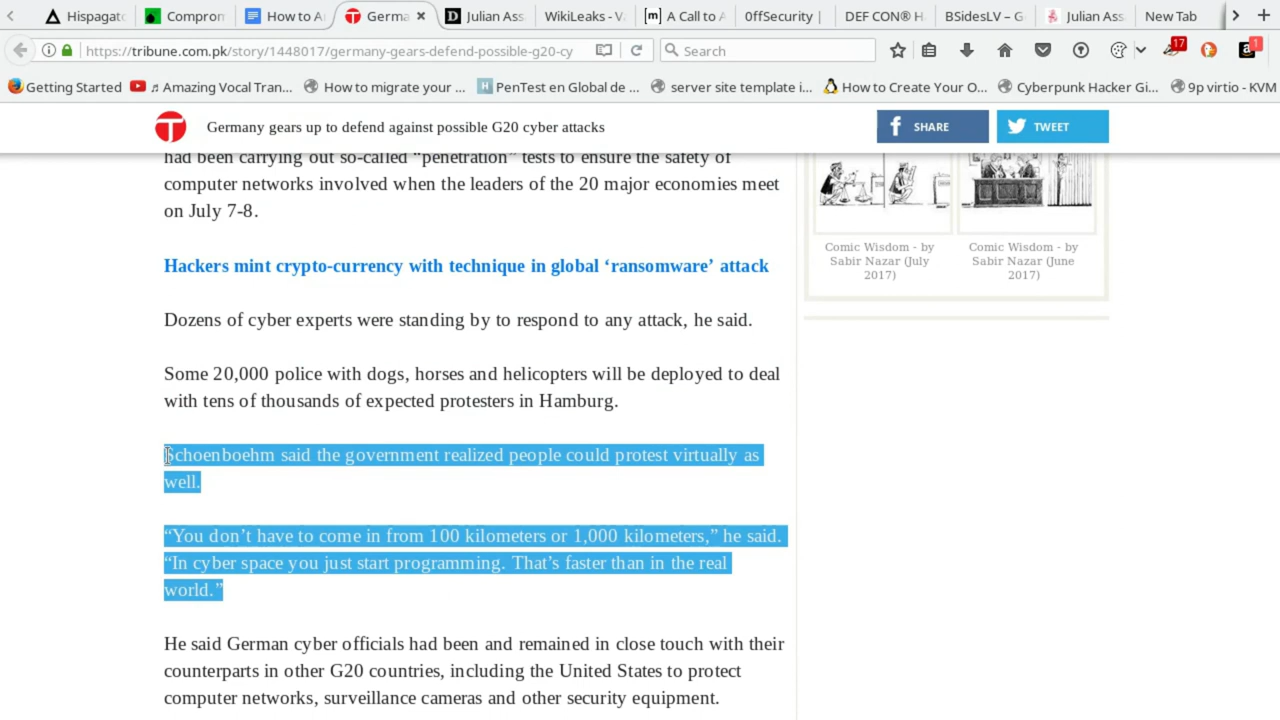 Hispagat
Compron
How to A
Germa
Julian Ass
WikiLeaks - V
A Call to A
0ffSecurity |
DEF CON® H
BSidesLV – G
Julian Ass
New Tab
https://tribune.com.pk/story/1448017/germany-gears-defend-possible-g20-cy
Search
17
1
Getting Started
♬ Amazing Vocal Tran...
How to migrate your ...
PenTest en Global de ...
server site template i...
How to Create Your O...
Cyberpunk Hacker Gi...
9p virtio - KVM
Germany gears up to defend against possible G20 cyber attacks
SHARE
TWEET
had been carrying out so-called “penetration” tests to ensure the safety of
computer networks involved when the leaders of the 20 major economies meet
on July 7-8.
Hackers mint crypto-currency with technique in global ‘ransomware’ attack
Dozens of cyber experts were standing by to respond to any attack, he said.
Some 20,000 police with dogs, horses and helicopters will be deployed to deal
with tens of thousands of expected protesters in Hamburg.
Schoenboehm said the government realized people could protest virtually as
well.
“You don’t have to come in from 100 kilometers or 1,000 kilometers,” he said.
“In cyber space you just start programming. That’s faster than in the real
world.”
He said German cyber officials had been and remained in close touch with their
counterparts in other G20 countries, including the United States to protect
computer networks, surveillance cameras and other security equipment.
Comic Wisdom - by
Sabir Nazar (July
2017)
Comic Wisdom - by
Sabir Nazar (June
2017)